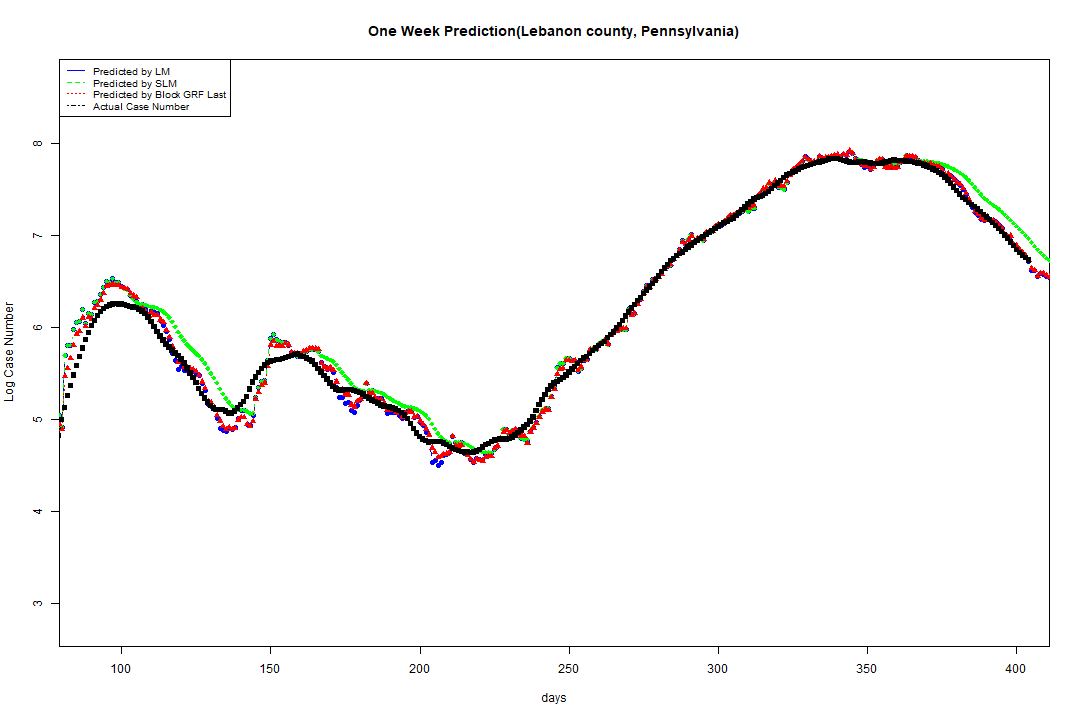 One Week Prediction(Lebanon county, Pennsylvania)
Predicted by LM
Predicted by SLM
Predicted by Block GRF Last
Actual Case Number
Log Case Number
8
7
6
5
4
3
100 150 200 250 300 350 400
days